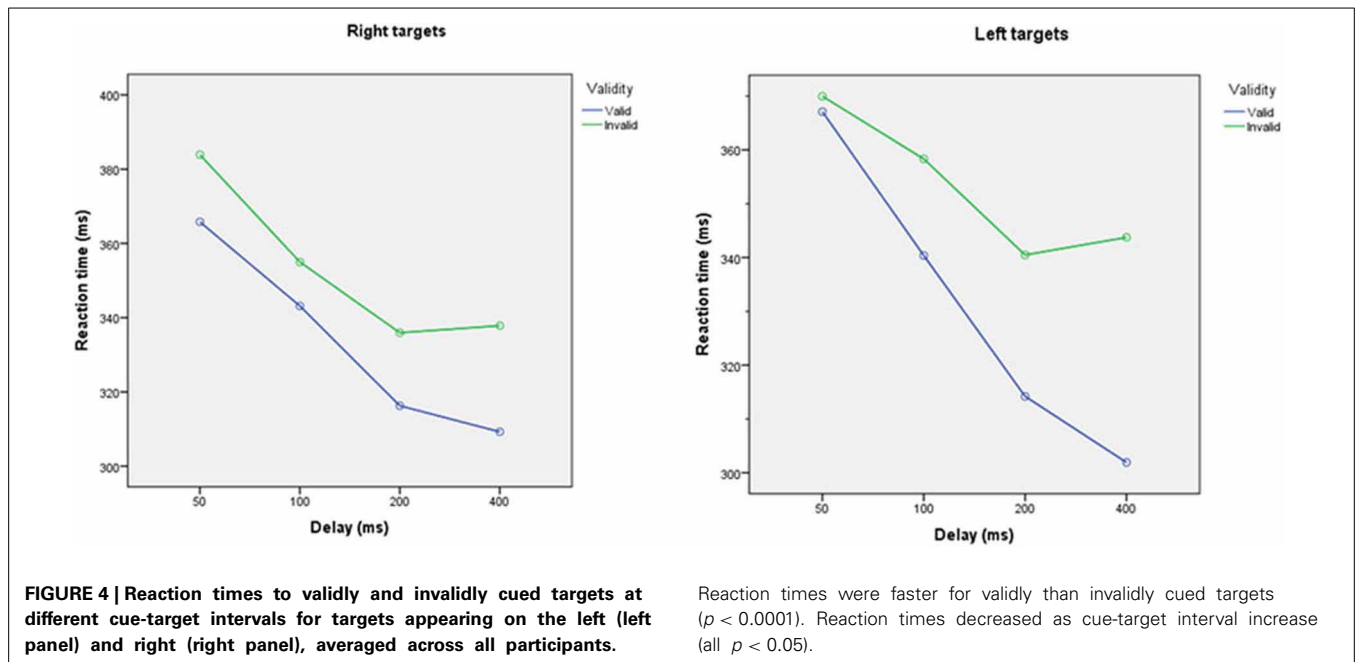 Right targets
400
380
360
340
320
300
Reaction time (ms)
50 100 200 400
Delay (ms)
Validity
Valid
Invalid
Left targets
360
340
320
300
Reaction time (ms)
50 100 200 400
Delay (ms)
Validity
Valid
Invalid
FIGURE 4 | Reaction times to validly and invalidly cued targets at
different cue-target intervals for targets appearing on the left (left
panel) and right (right panel), averaged across all participants.
Reaction times were faster for validly than invalidly cued targets
(p < 0.0001). Reaction times decreased as cue-target interval increase
(all p < 0.05).